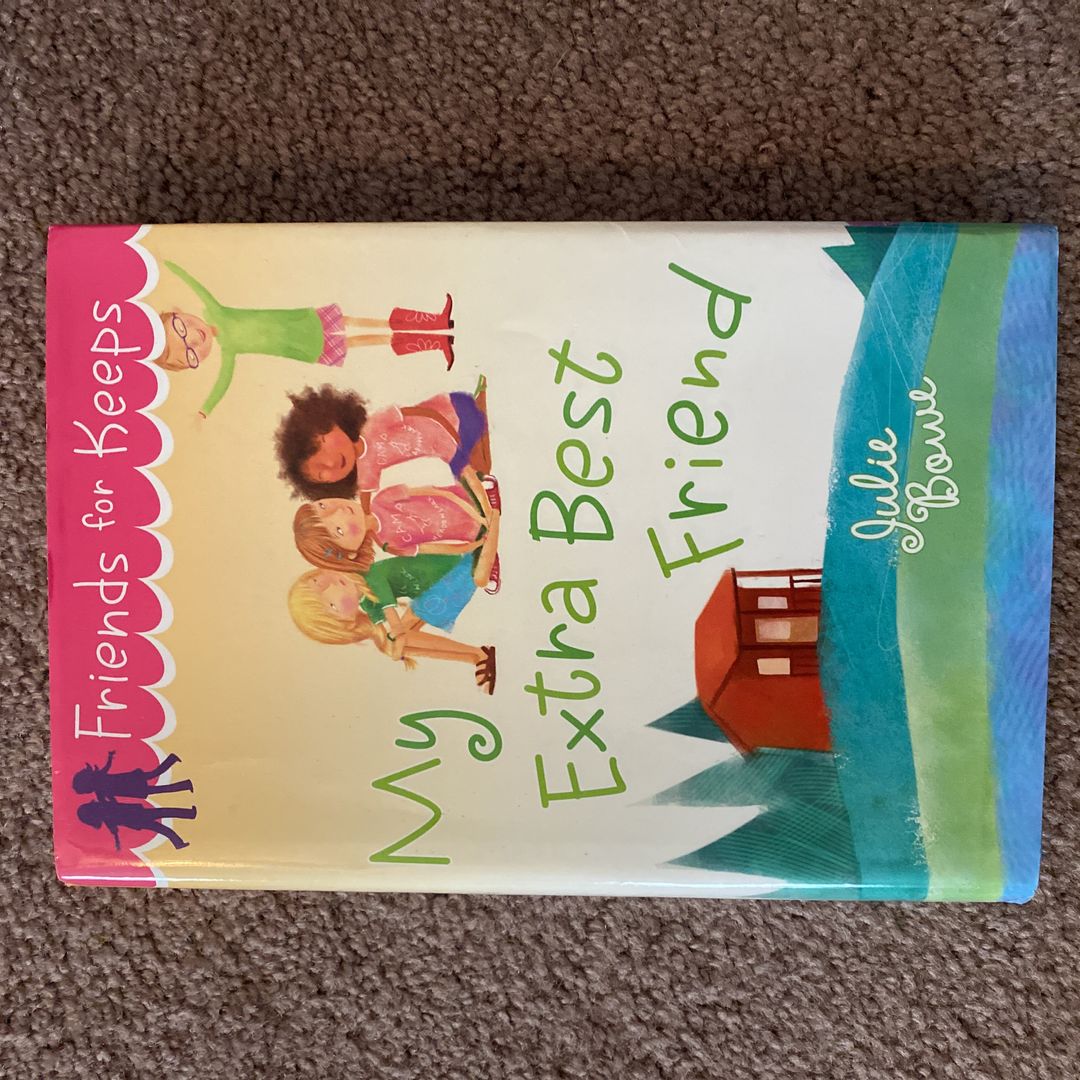 Friends for Keeps
My
Extra Best
Friend
Julie
Bowe